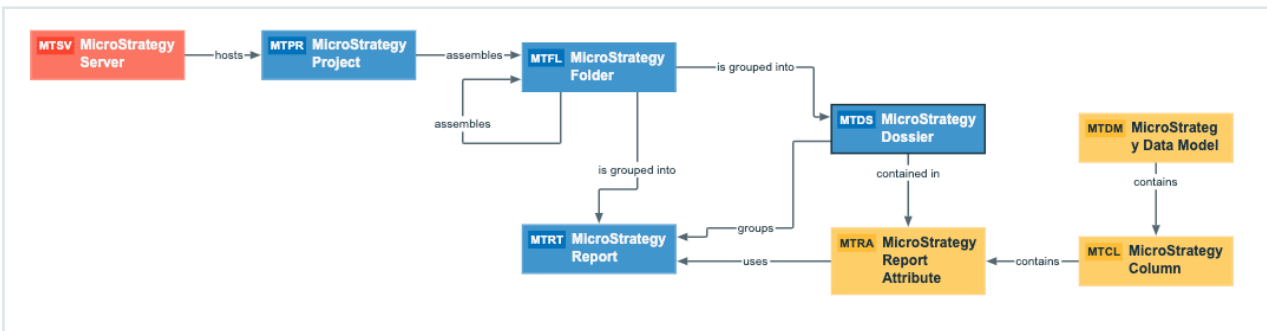 MTSV MicroStrategy
Server
hosts
MTPR MicroStrategy
Project
assembles
MTFL MicroStrategy
Folder
is grouped into
assembles
MTDS MicroStrategy
Dossier
MTDM MicroStrateg
y Data Model
is grouped into
contained in
contains
groups
MTRT MicroStrategy
Report
uses
MTRA MicroStrategy
Report
Attribute
contains
MTCL MicroStrategy
Column